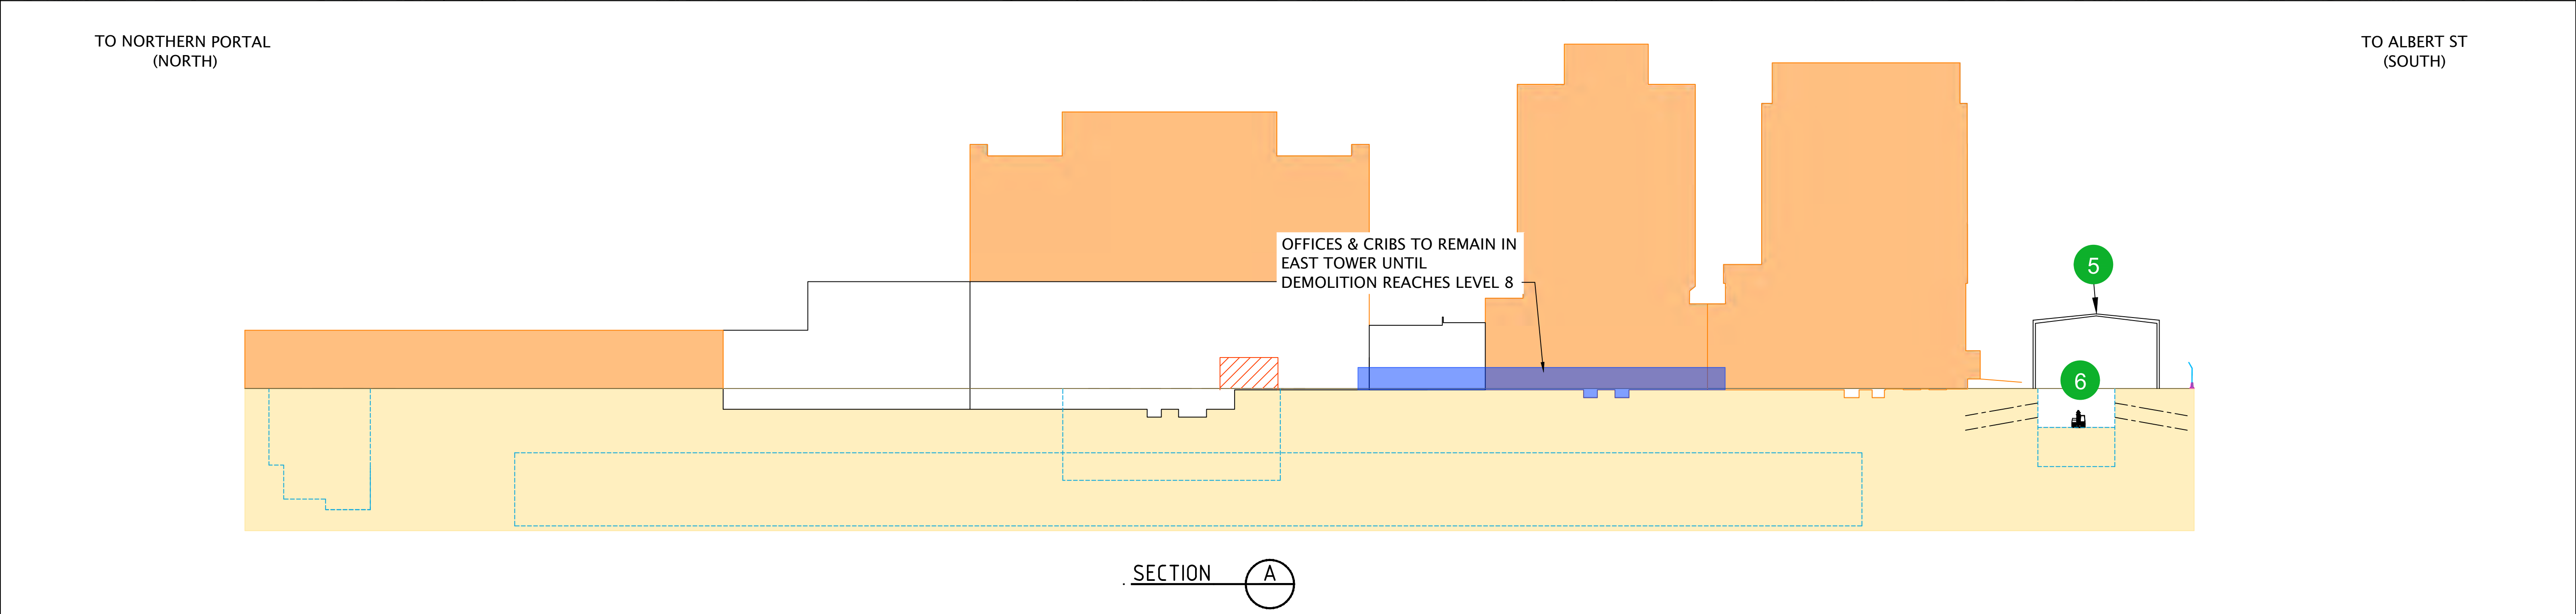 TO NORTHERN PORTAL
(NORTH)
TO ALBERT ST
(SOUTH)
OFFICES & CRIBS TO REMAIN IN
EAST TOWER UNTIL
DEMOLITION REACHES LEVEL 8
5
6
SECTION A